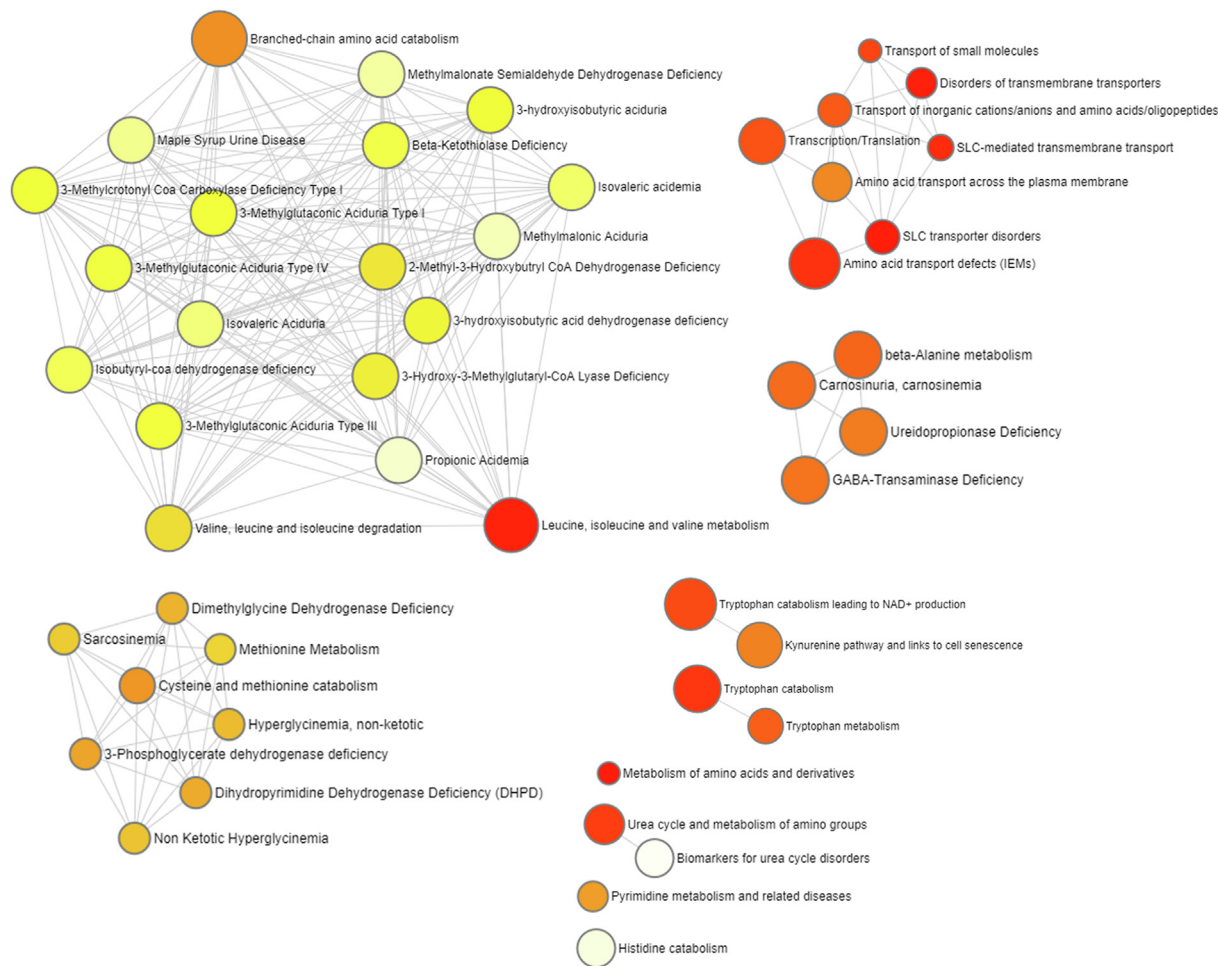 Branched-chain amino acid catabolism
Methylmalonate Semialdehyde Dehydrogenase Deficiency
3-hydroxyisobutyric aciduria
Maple Syrup Urine Disease
Beta-Ketothiolase Deficiency
3-Methylcrotonyl Coa Carboxylase Deficiency Type I
Isovaleric acidemia
3-Methylglutaconic Aciduria Type I
Methylmalonic Aciduria
3-Methylglutaconic Aciduria Type IV
2-Methyl-3-Hydroxybutryl CoA Dehydrogenase Deficiency
Isovaleric Aciduria
3-hydroxyisobutyric acid dehydrogenase deficiency
Isobutyryl-coa dehydrogenase deficiency
3-Hydroxy-3-Methylglutaryl-CoA Lyase Deficiency
3-Methylglutaconic Aciduria Type III
Propionic Acidemia
Valine, leucine and isoleucine degradation
Leucine, isoleucine and valine metabolism
Transport of small molecules
Disorders of transmembrane transporters
Transport of inorganic cations/anions and amino acids/oligopeptides
Transcription/Translation
SLC-mediated transmembrane transport
Amino acid transport across the plasma membrane
SLC transporter disorders
Amino acid transport defects (IEMs)
beta-Alanine metabolism
Carnosinuria, carnosinemia
Ureidopropionase Deficiency
GABA-Transaminase Deficiency
Dimethylglycine Dehydrogenase Deficiency
Sarcosinemia
Methionine Metabolism
Cysteine and methionine catabolism
Hyperglycinemia, non-ketotic
3-Phosphoglycerate dehydrogenase deficiency
Dihydropyrimidine Dehydrogenase Deficiency (DHPD)
Non Ketotic Hyperglycinemia
Tryptophan catabolism leading to NAD+ production
Kynurenine pathway and links to cell senescence
Tryptophan catabolism
Tryptophan metabolism
Metabolism of amino acids and derivatives
Urea cycle and metabolism of amino groups
Biomarkers for urea cycle disorders
Pyrimidine metabolism and related diseases
Histidine catabolism